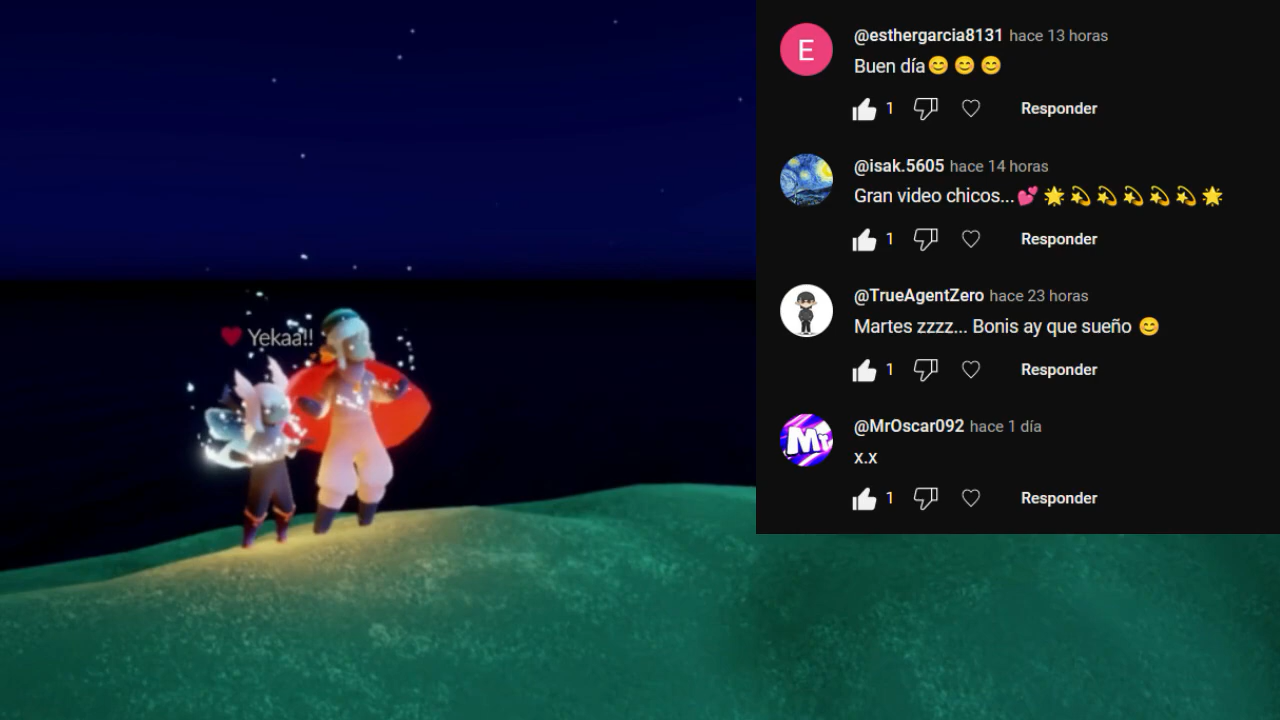 @esthergarcia8131 hace 13 horas
E
Buen día😊😊😊
1 Responder
@isak.5605 hace 14 horas
Gran video chicos...💕🌟💫💫💫💫💫🌟
1 Responder
@TrueAgentZero hace 23 horas
Martes zzzz... Bonis ay que sueño 😊
1 Responder
Yekaa!!
@MrOscar092 hace 1 día
Mr
x.x
1 Responder